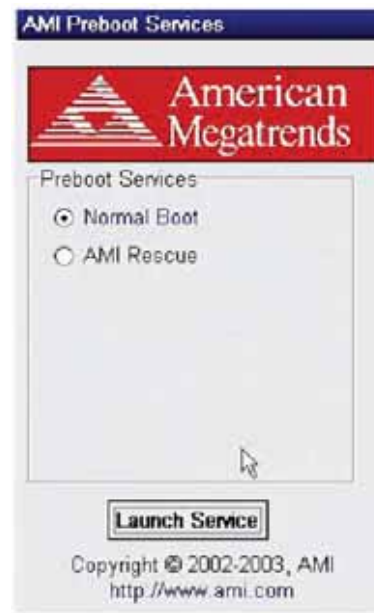 AMI Preboot Services
American
Megatrends
Preboot Services
Normal Boot
AMI Rescue
Launch Service
Copyright © 2002-2003, AMI
http://www.ami.com